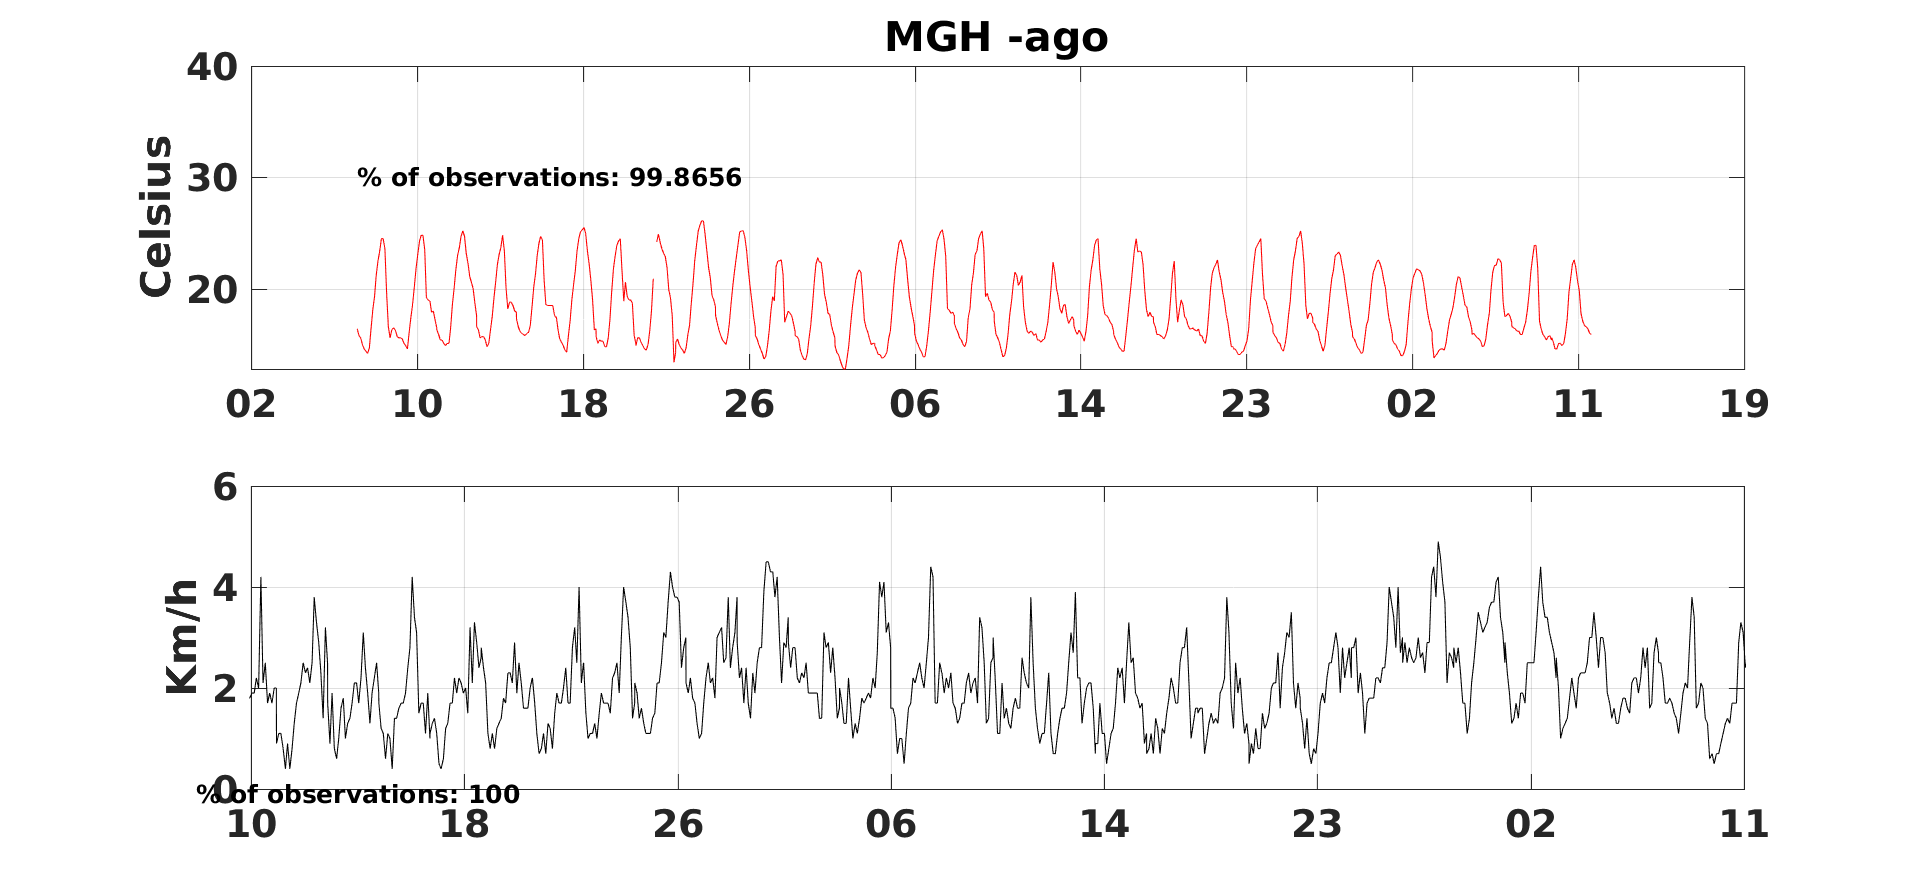 MGH -ago
40
30
20
Celsius
% of observations: 99.8656
02 10 18 26 06 14 23 02 11 19
6
4
2
0
Km/h
% of observations: 100
10 18 26 06 14 23 02 11